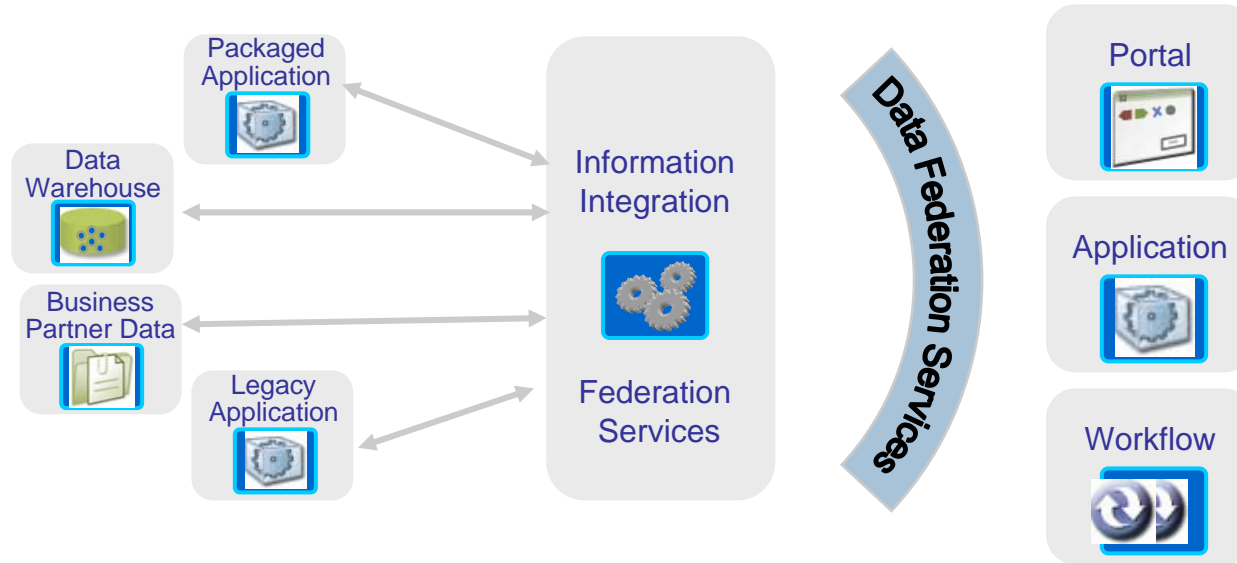 Packaged
Application
Data
Warehouse
Business
Partner Data
Legacy
Application
Information
Integration
Federation
Services
Data Federation Services
Portal
Application
Workflow